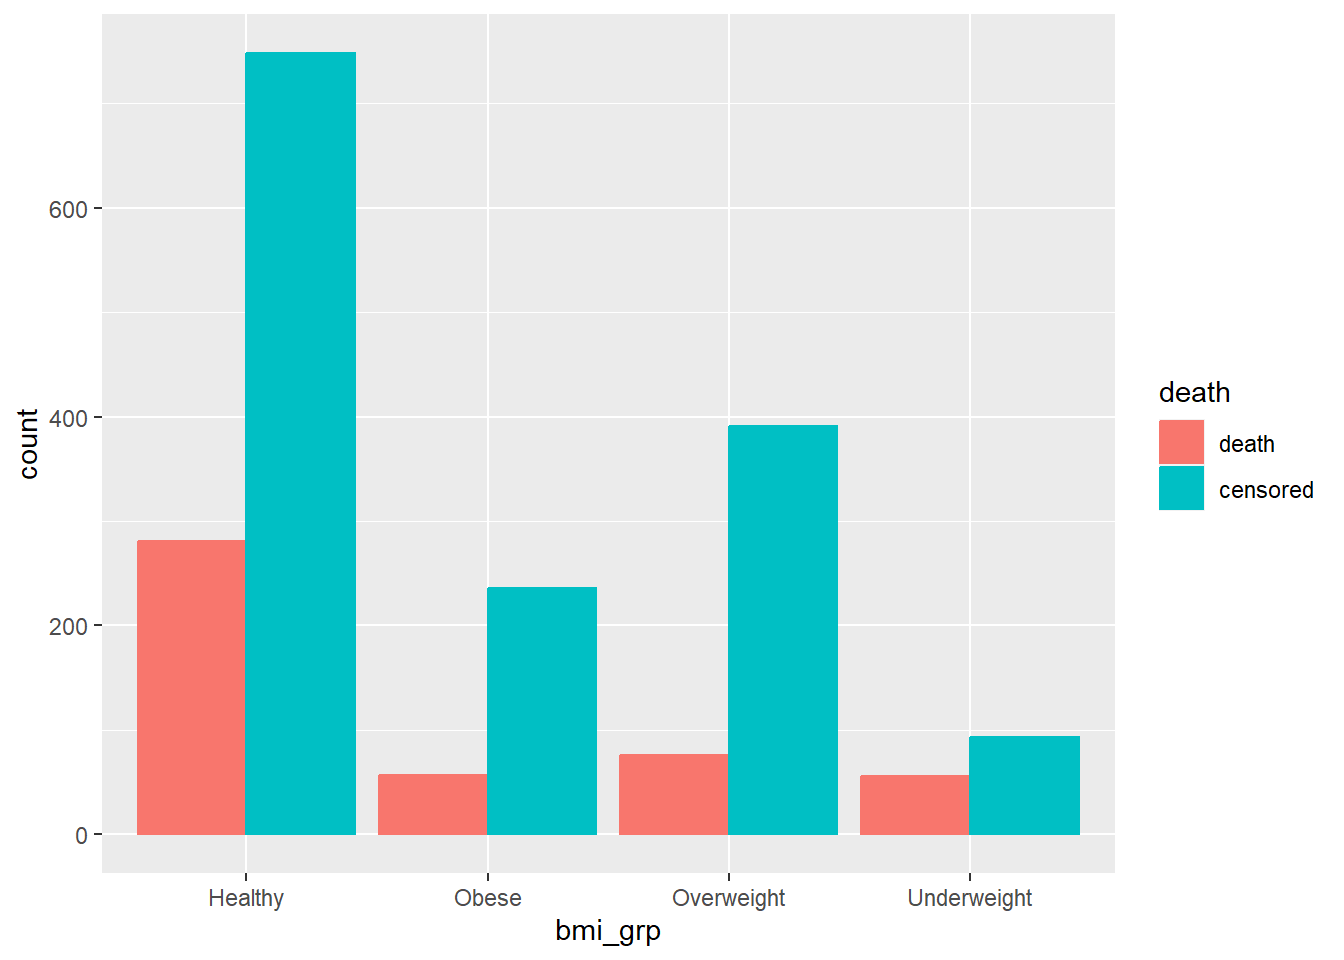 600
400
200
0
count
Healthy
Obese
Overweight
Underweight
bmi_grp
death
death
censored